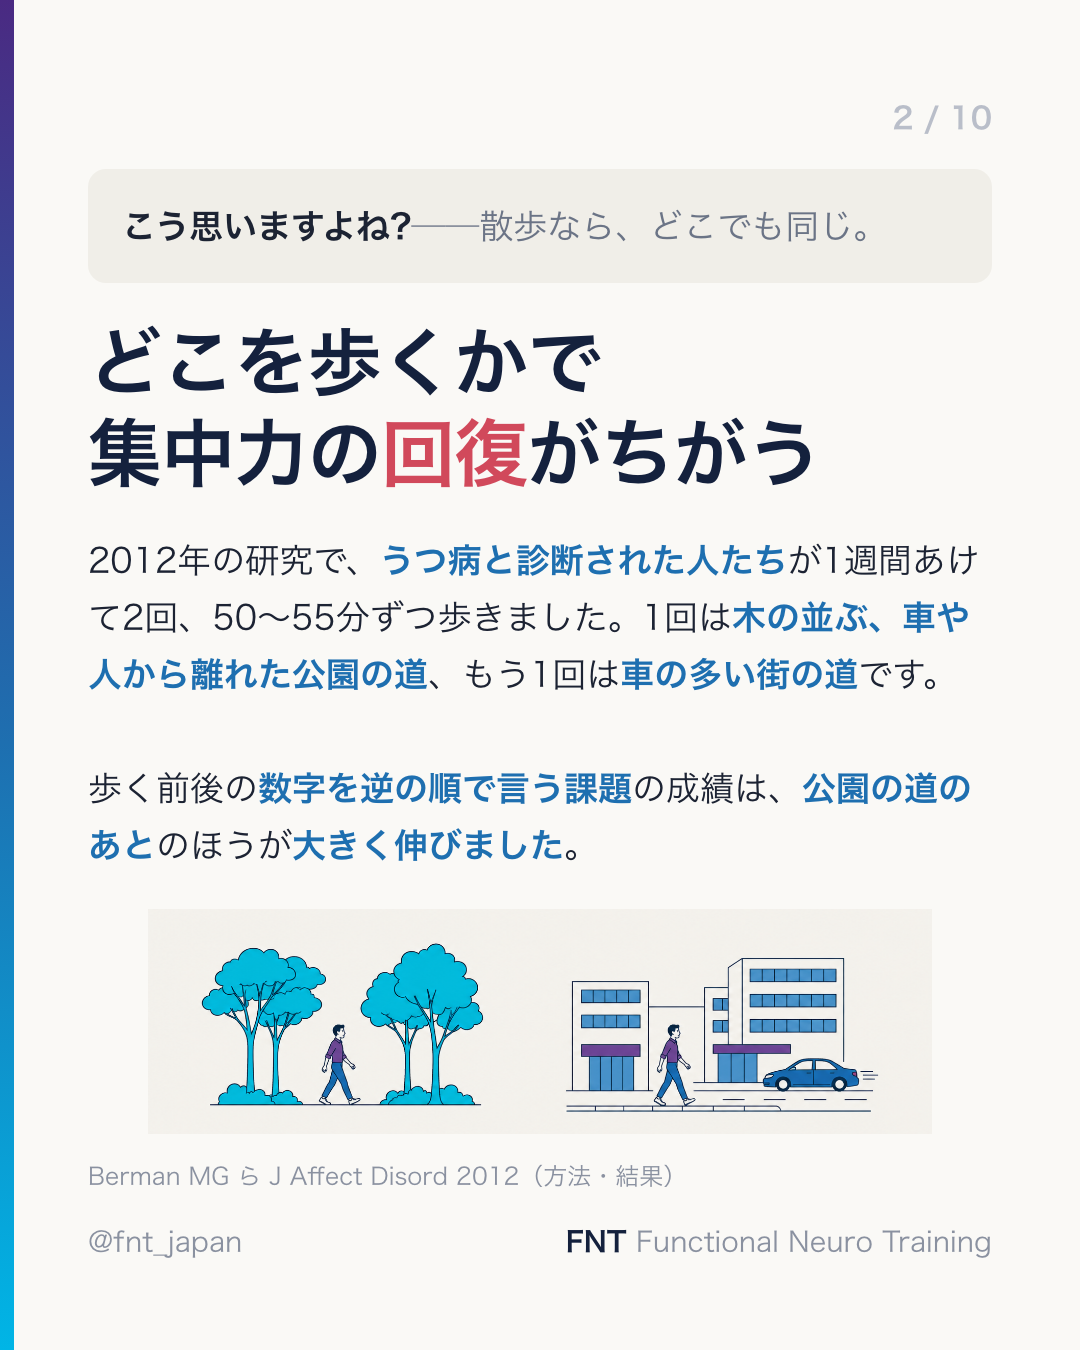 2 / 10
こう思いますよね?──散歩なら、どこでも同じ。
どこを歩くかで
集中力の回復がちがう
2012年の研究で、うつ病と診断された人たちが1週間あけ
て2回、50〜55分ずつ歩きました。1回は木の並ぶ、車や
人から離れた公園の道、もう1回は車の多い街の道です。
歩く前後の数字を逆の順で言う課題の成績は、公園の道の
あとのほうが大きく伸びました。
Berman MG ら J Affect Disord 2012（方法・結果）
@fnt_japan
FNT Functional Neuro Training